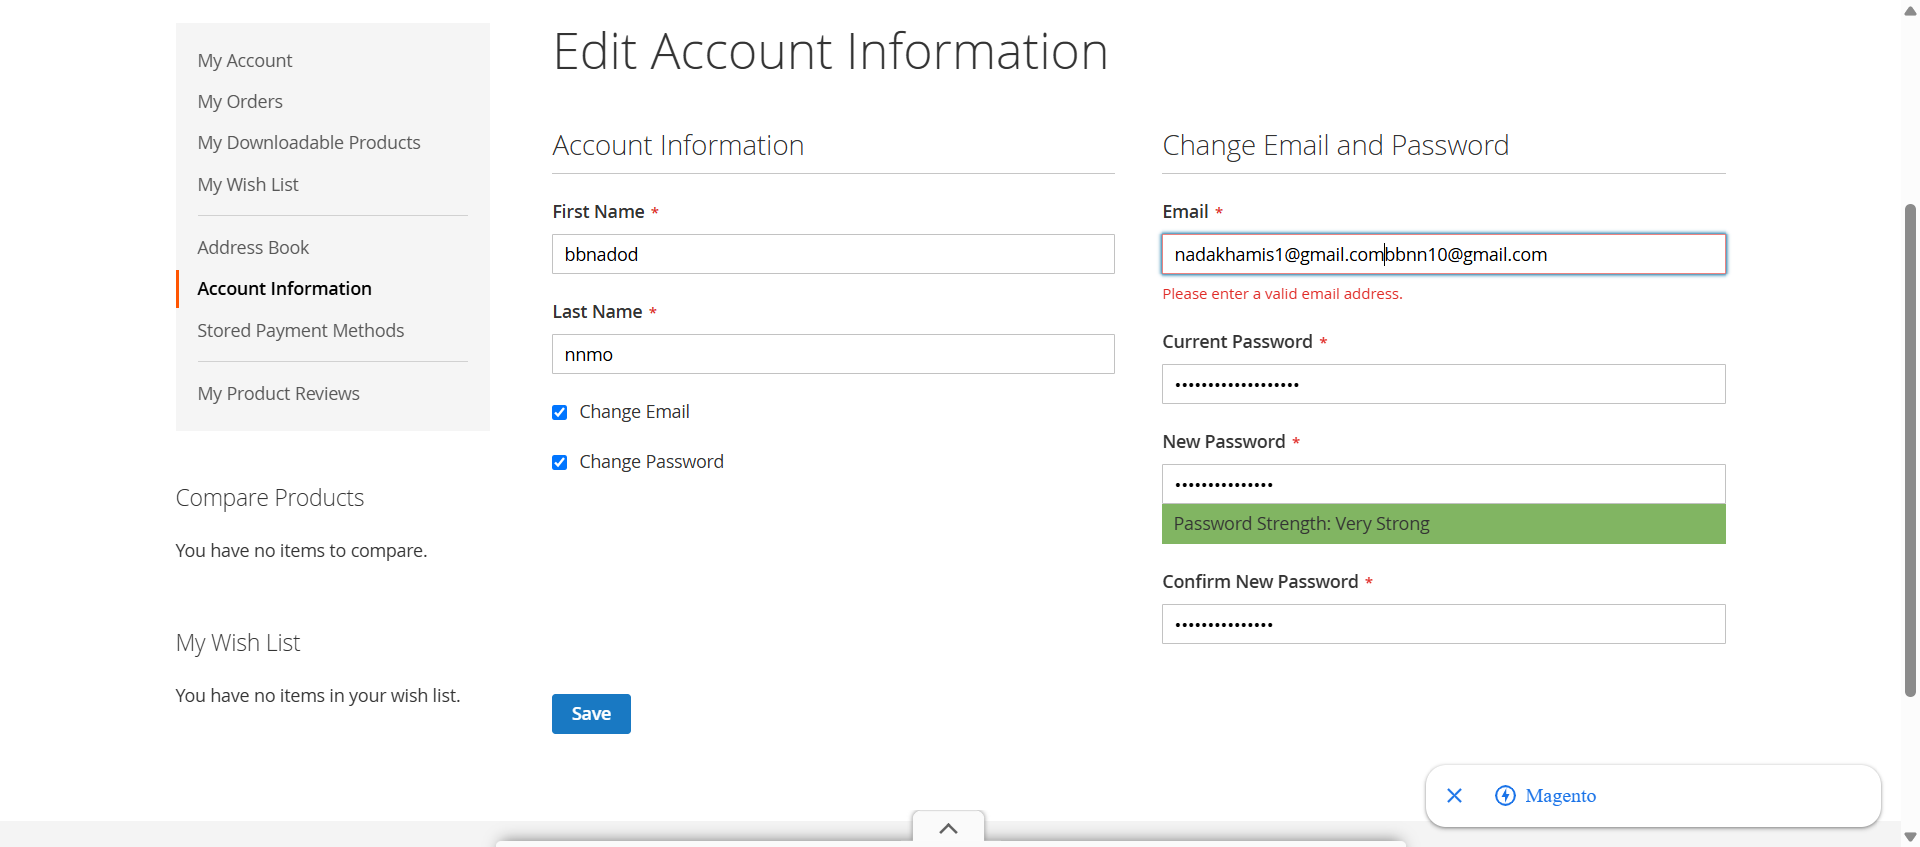 My Account
My Orders
My Downloadable Products
My Wish List
Address Book
Account Information
Stored Payment Methods
My Product Reviews
Compare Products
You have no items to compare.
My Wish List
You have no items in your wish list.
Edit Account Information
Account Information
First Name *
bbnadod
Last Name *
nnmo
Change Email
Change Password
Change Email and Password
Email *
nadakhamis1@gmail.combbnn10@gmail.com
Please enter a valid email address.
Current Password *
•••••••••••••••••••
New Password *
•••••••••••••••
Password Strength: Very Strong
Confirm New Password *
•••••••••••••••
Save
Magento